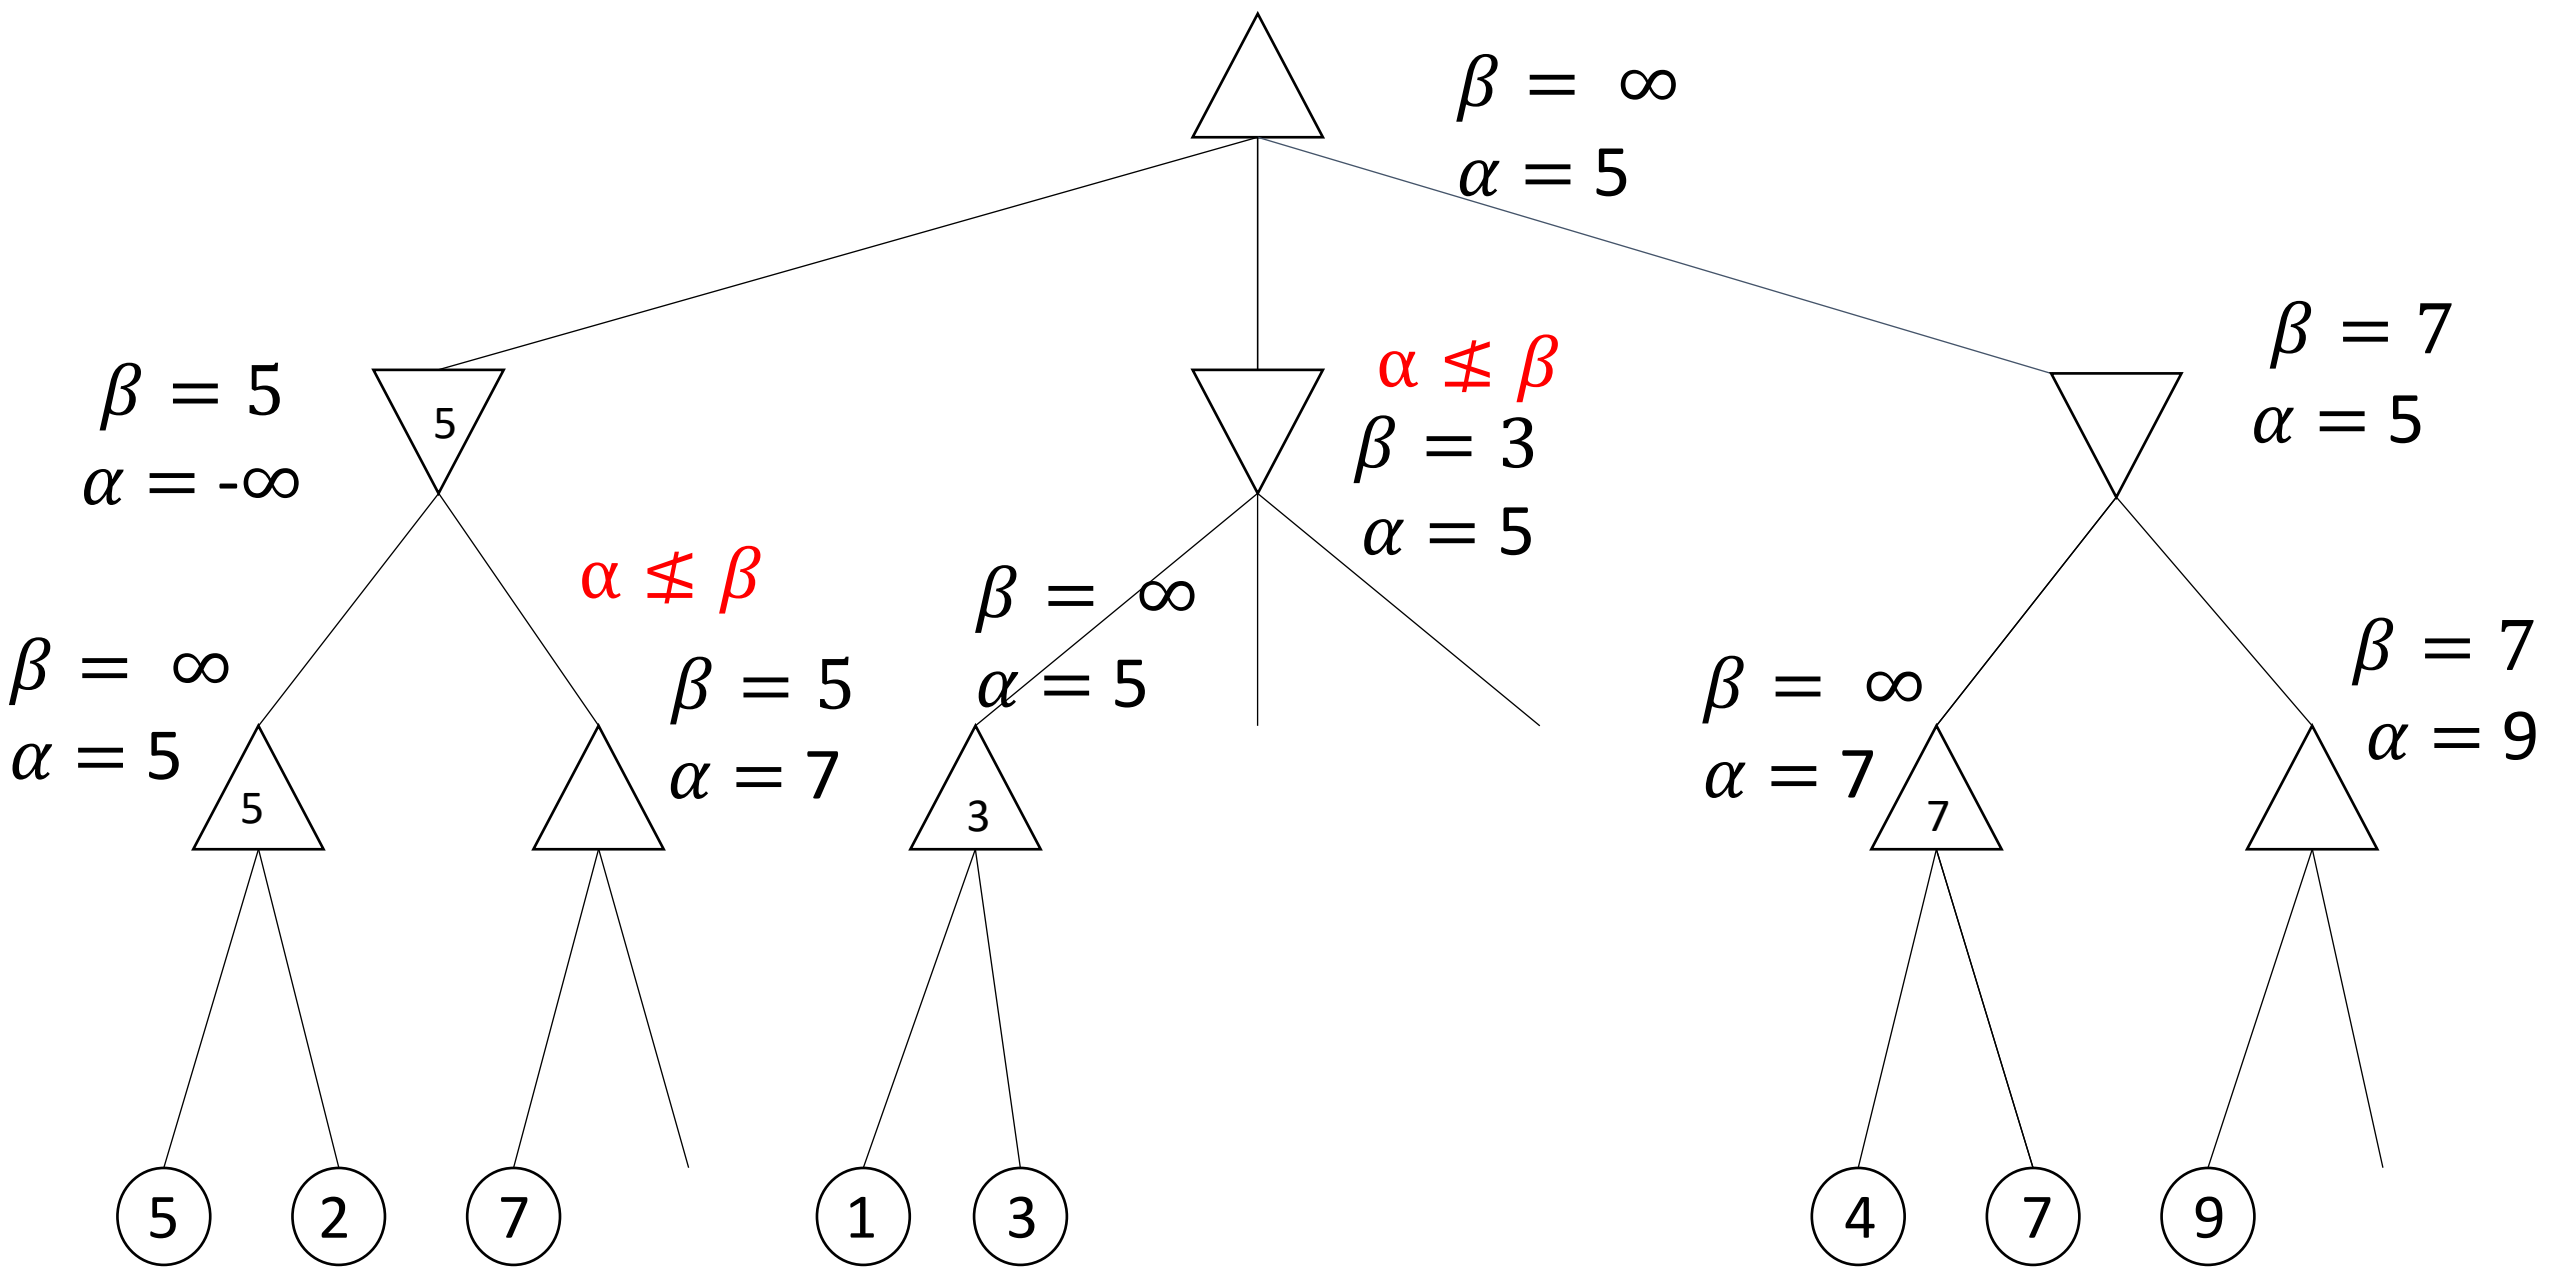 β = ∞
α = 5
β = 7
α = 5
α ≰ β
β = 3
α = 5
β = 5
α = -∞
5
α ≰ β
β = ∞
α = 5
β = ∞
α = 5
β = 5
α = 7
β = ∞
α = 7
β = 7
α = 9
5
3
7
5
2
7
1
3
4
7
9